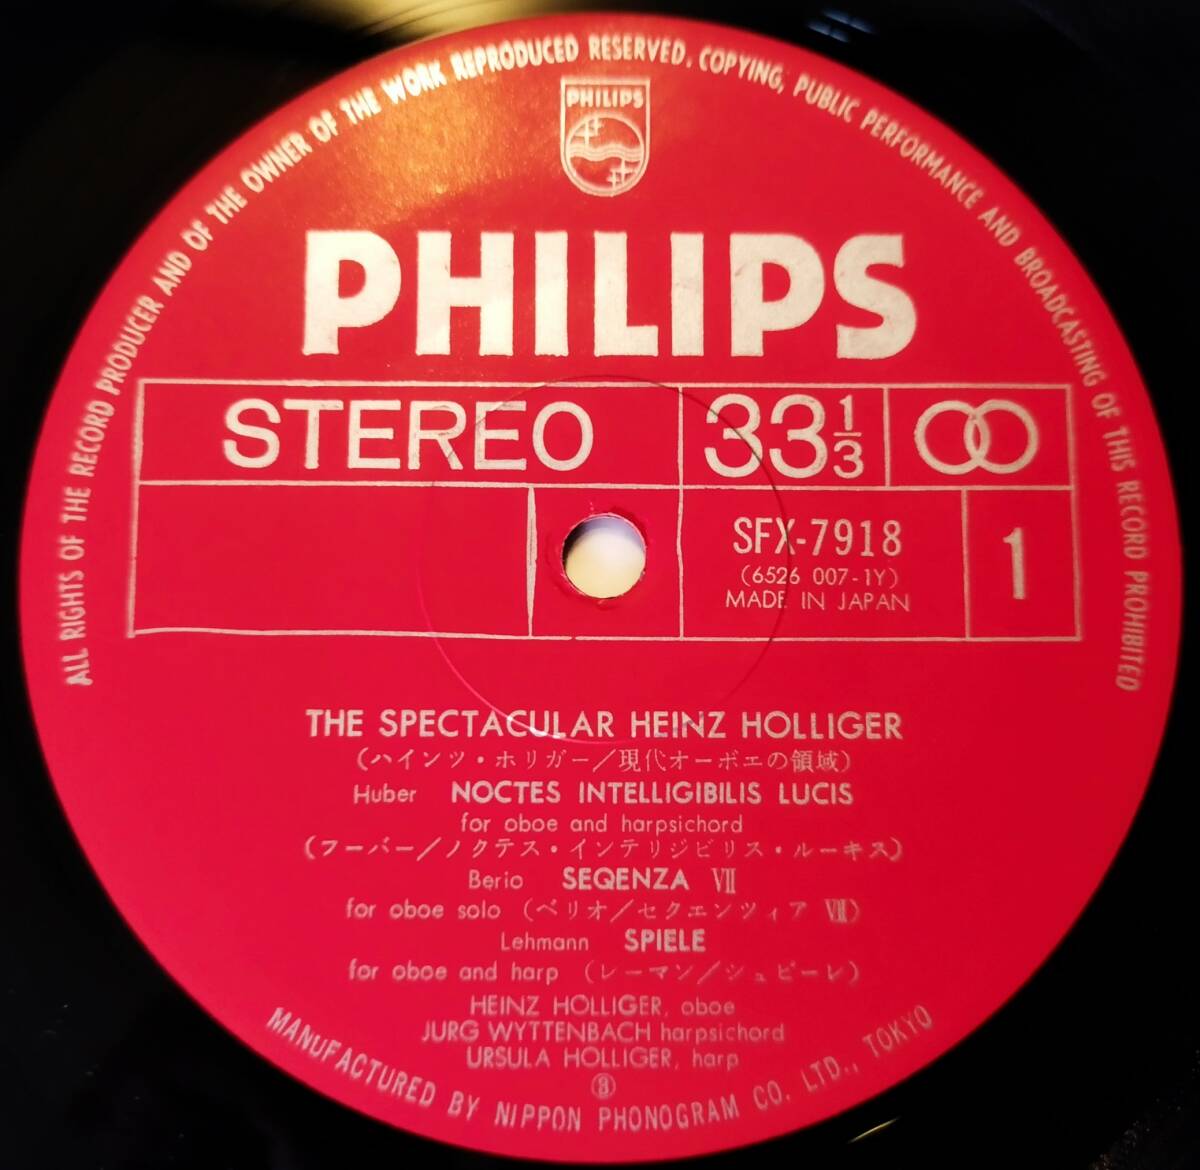 ALL RIGHTS OF THE RECORD PRODUCER AND OF THE OWNER OF THE WORK REPRODUCED RESERVED. COPYING, PUBLIC PERFORMANCE AND BROADCASTING OF THIS RECORD PROHIBITED
PHILIPS
PHILIPS
STEREO 33 1/3
SFX-7918 1
(6526 007-1Y)
MADE IN JAPAN
THE SPECTACULAR HEINZ HOLLIGER
(ハインツ・ホリガー/現代オーボエの領域)
Huber NOCTES INTELLIGIBILIS LUCIS
for oboe and harpsichord
(フーバー/ノクテス・インテリジビリス・ルーキス)
Berio SEQENZA Ⅶ
for oboe solo (ベリオ/セクエンツィア Ⅶ)
Lehmann SPIELE
for oboe and harp (レーマン/シュピーレ)
HEINZ HOLLIGER, oboe
JURG WYTTENBACH harpsichord
URSULA HOLLIGER, harp
MANUFACTURED BY NIPPON PHONOGRAM CO. LTD., TOKYO